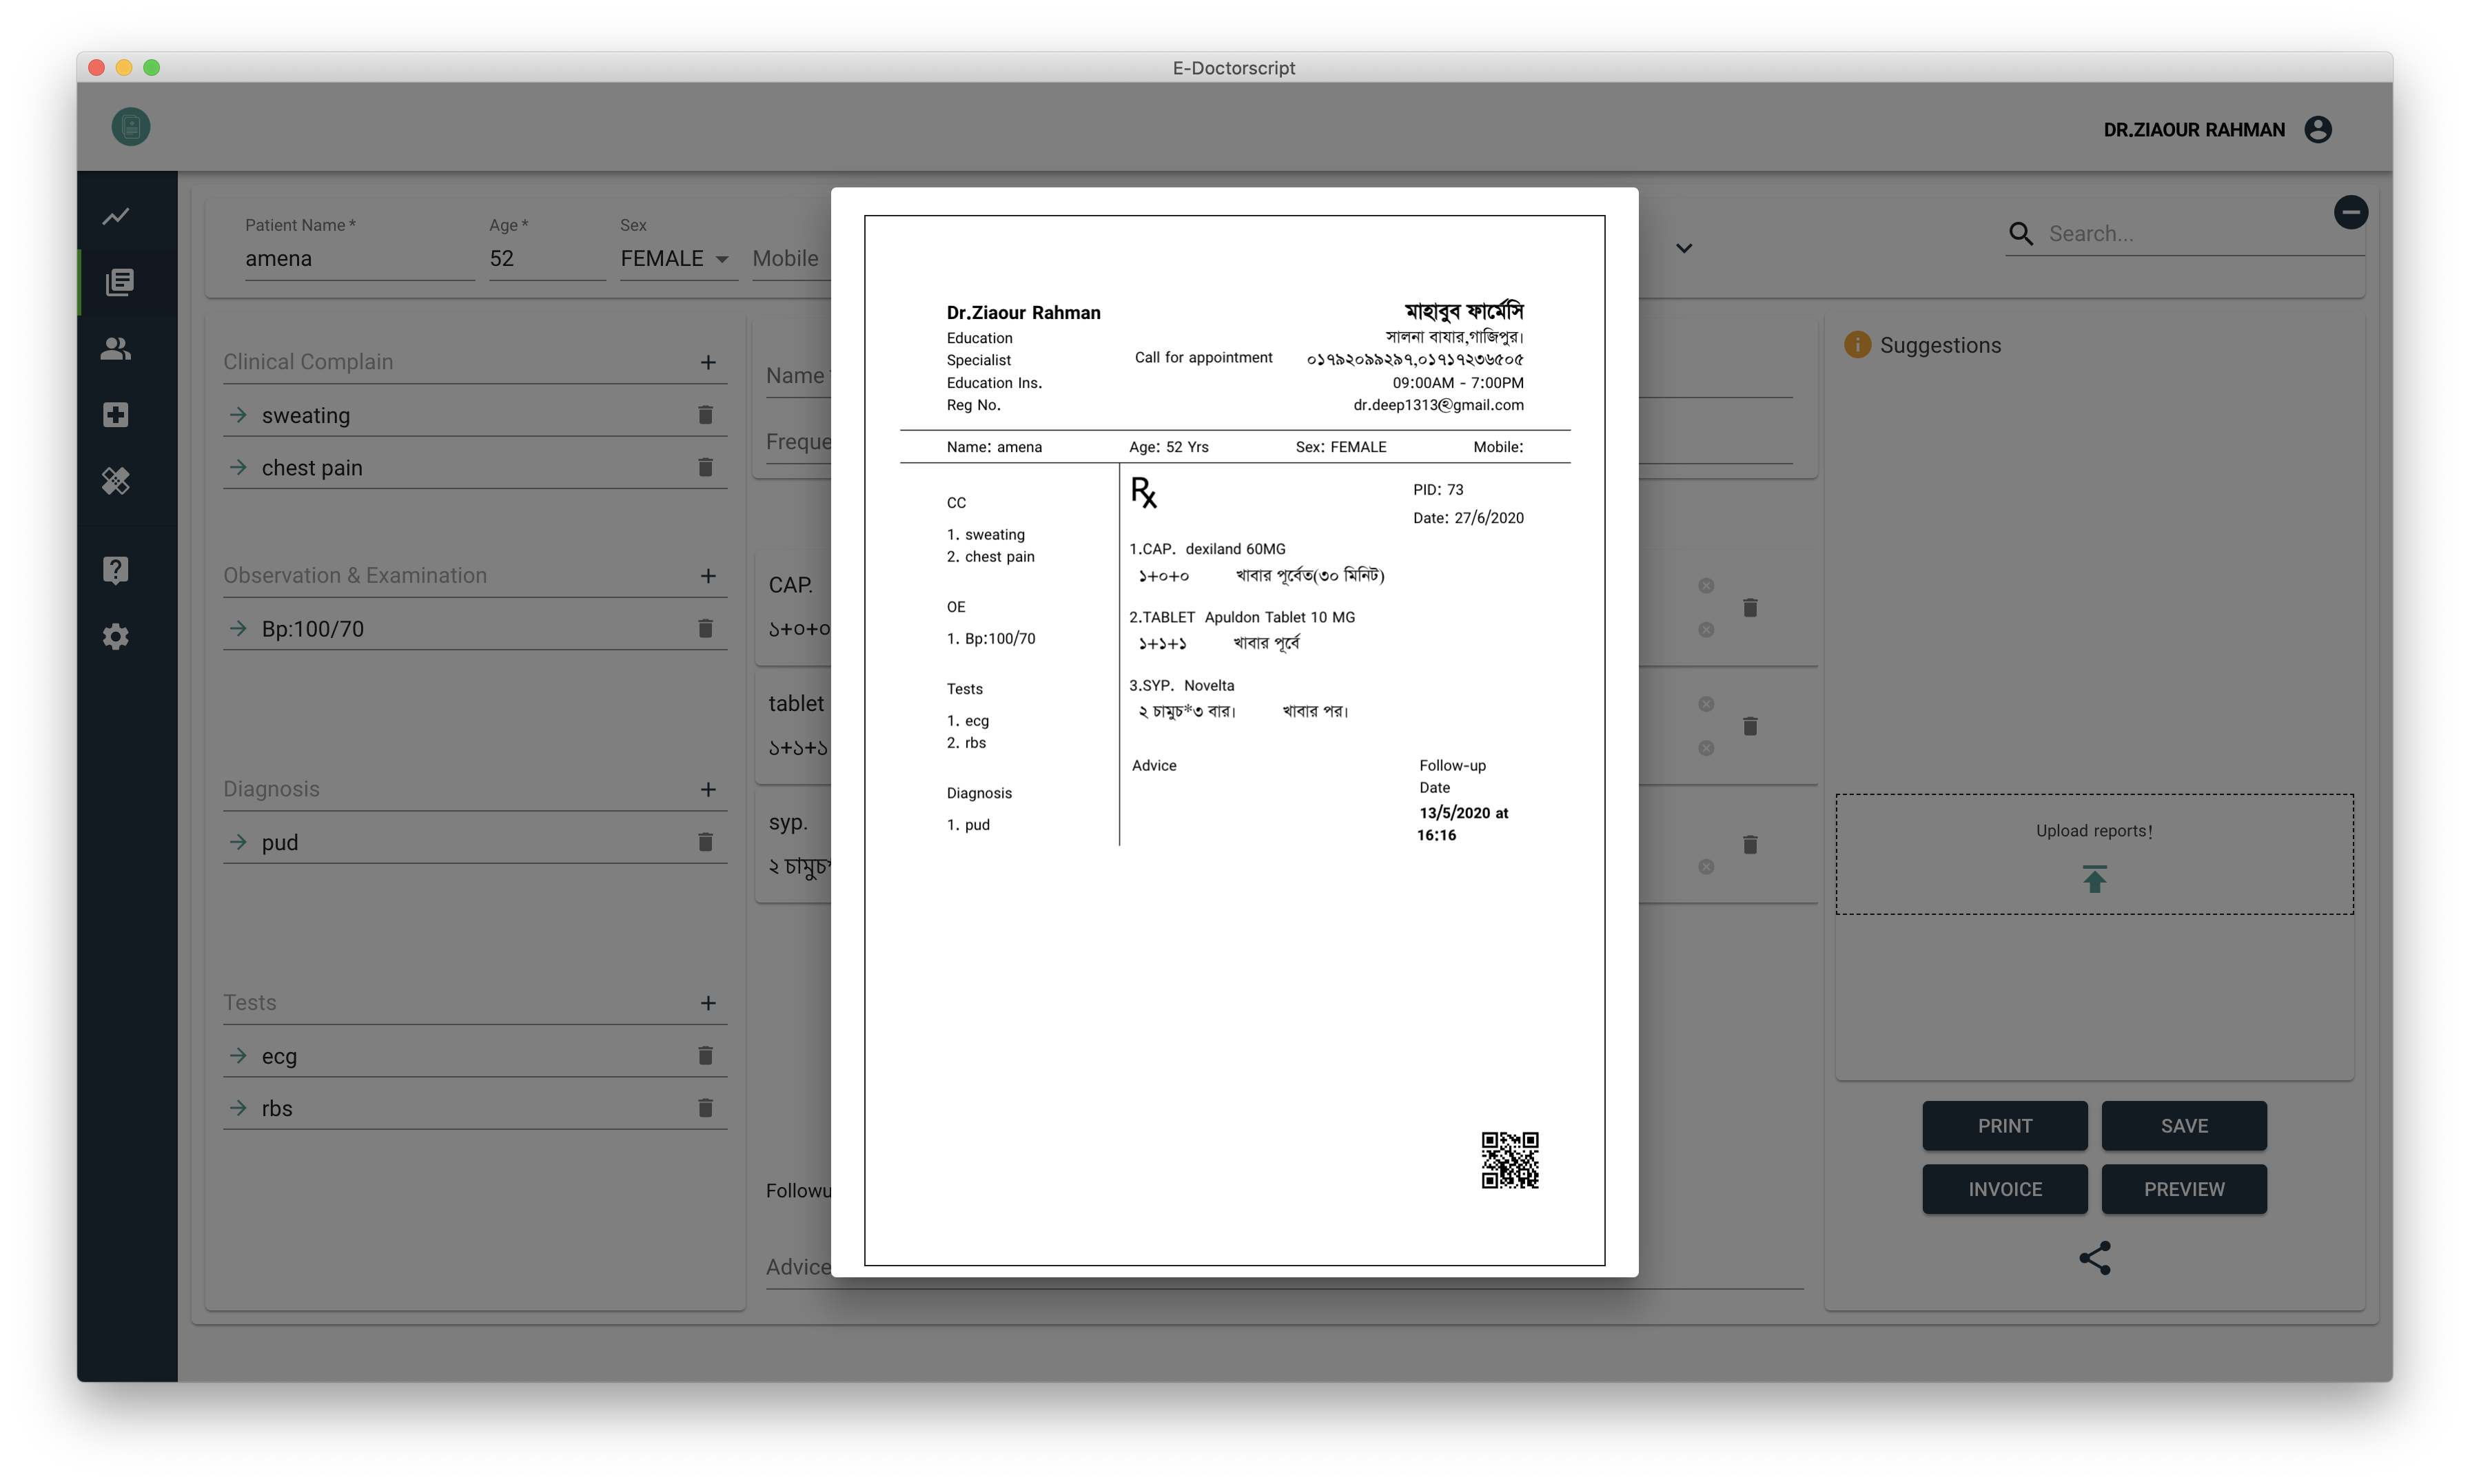 E-Doctorscript
DR.ZIAOUR RAHMAN
Patient Name *
amena
Age *
52
Sex
FEMALE
Mobile
Search...
Clinical Complain
sweating
chest pain
Observation & Examination
Bp:100/70
Diagnosis
pud
Tests
ecg
rbs
Name
Freque
CAP.
১+০+০
tablet
১+১+১
syp.
২ চামুচ*
Followu
Advice
Dr.Ziaour Rahman
Education
Specialist
Education Ins.
Reg No.
Call for appointment
মাহাবুব ফার্মেসি
সালনা বাযার,গাজিপুর।
০১৭৯২০৯৯২৯৭,০১৭১৭২৩৬৫০৫
09:00AM - 7:00PM
dr.deep1313@gmail.com
Name: amena Age: 52 Yrs Sex: FEMALE Mobile:
CC
1. sweating
2. chest pain
OE
1. Bp:100/70
Tests
1. ecg
2. rbs
Diagnosis
1. pud
Rx
PID: 73
Date: 27/6/2020
1.CAP. dexiland 60MG
১+০+০ খাবার পূর্বেত(৩০ মিনিট)
2.TABLET Apuldon Tablet 10 MG
১+১+১ খাবার পূর্বে
3.SYP. Novelta
২ চামুচ*৩ বার। খাবার পর।
Advice
Follow-up
Date
13/5/2020 at
16:16
Suggestions
Upload reports!
PRINT
SAVE
INVOICE
PREVIEW